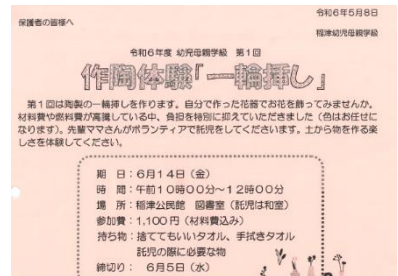 令和6年5月8日
保護者の皆様へ
稲津幼児母親学級
令和6年度 幼児母親学級 第1回
作陶体験「一輪挿し」
第1回は陶製の一輪挿しを作ります。自分で作った花器でお花を飾ってみませんか。
材料費や燃料費が高騰している中、負担を特別に抑えていただきました（色はお任せに
なります）。先輩ママさんがボランティアで託児をしてくださいます。土から物を作る楽
しさを体験してください。
期 日：6月14日（金）
時 間：午前10時00分～12時00分
場 所：稲津公民館 図書室（託児は和室）
参加費：1,100円（材料費込み）
持ち物：捨ててもいいタオル、手拭きタオル
託児の際に必要な物
締切り： 6月5日（水）